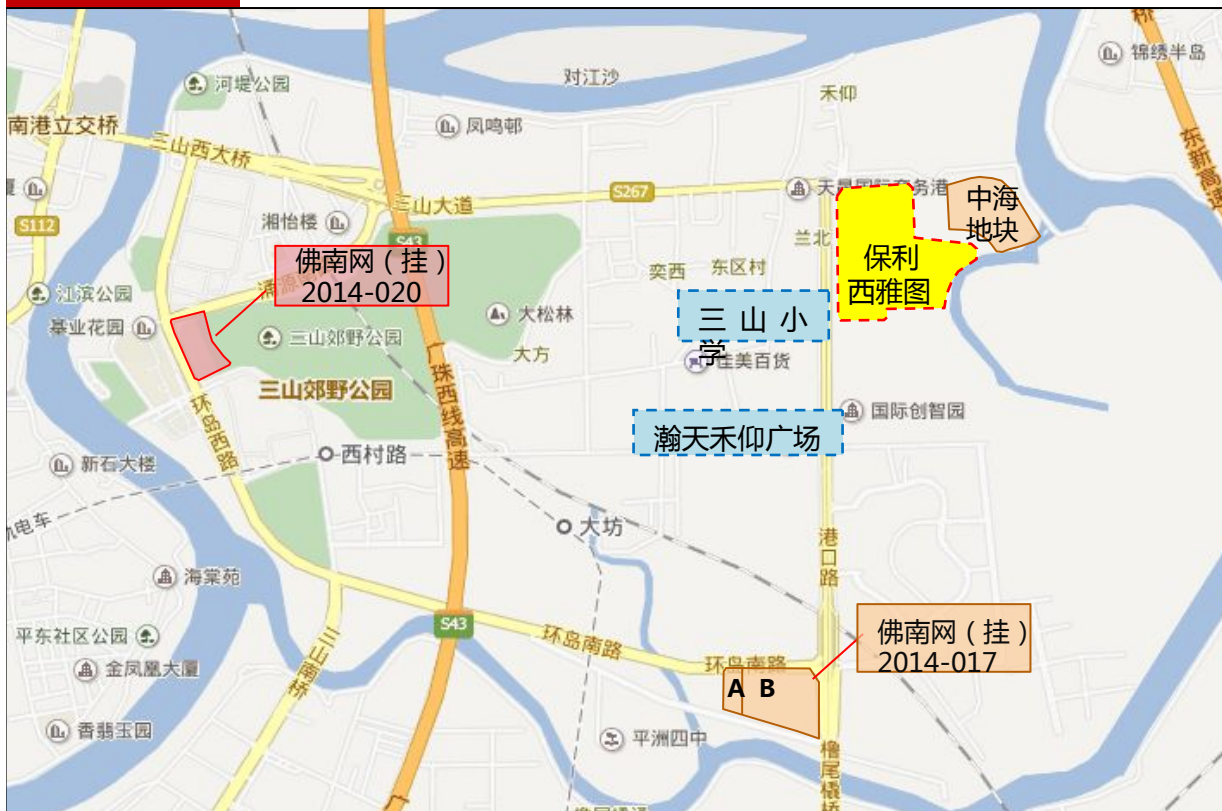 桥
锦绣半岛
河堤公园
对江沙
禾仰
南港立交桥
凤鸣邨
三山西大桥
东新高速
厦
S267
天晟国际商务港
中海
地块
三山大道
湘怡楼
S112
S43
兰北
保利
西雅图
佛南网（挂）
2014-020
奕西
东区村
江滨公园
大松林
三山小
学
基业花园
三山郊野公园
大方
佳美百货
三山郊野公园
广珠西线高速
环岛西路
国际创智园
瀚天禾仰广场
西村路
新石大楼
电车
大坊
港口路
海棠苑
S43
佛南网（挂）
2014-017
平东社区公园
环岛南路
环岛南路
金凤凰大厦
三山南桥
A B
香翡玉园
平洲四中
橹尾撬桥
广